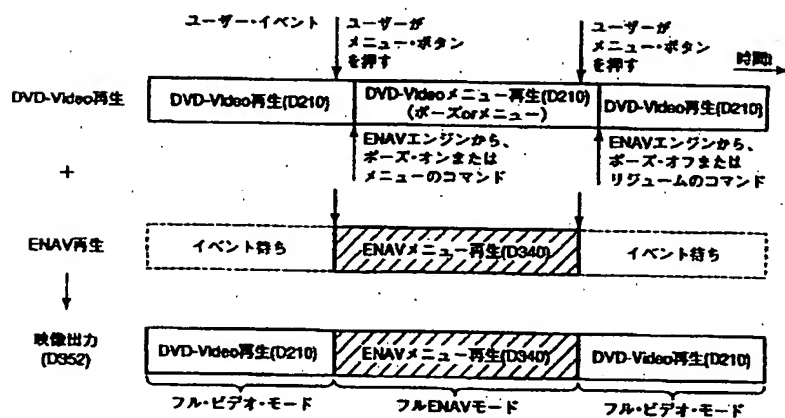 ユーザー・イベント
ユーザーが
メニュー・ボタン
を押す
ユーザーが
メニュー・ボタン
を押す
時間t
DVD-Video再生
DVD-Video再生(D210)
DVD-Videoメニュー再生(D210)
(ポーズorメニュー)
DVD-Video再生(D210)
ENAVエンジンから、
ポーズ・オンまたは
メニューのコマンド
ENAVエンジンから、
ポーズ・オフまたは
リジュームのコマンド
+
ENAV再生
イベント待ち
ENAVメニュー再生(D340)
イベント待ち
映像出力
(D352)
DVD-Video再生(D210)
ENAVメニュー再生(D340)
DVD-Video再生(D210)
フル・ビデオ・モード
フルENAVモード
フル・ビデオ・モード